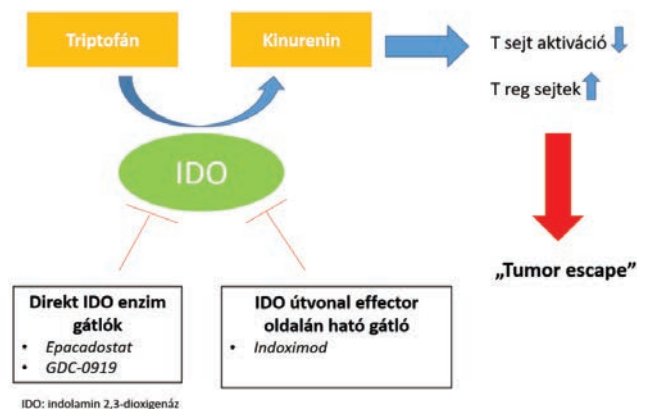 Triptofán
Kinurenin
T sejt aktiváció
T reg sejtek
IDO
„Tumor escape”
Direkt IDO enzim
gátlók
• Epacadostat
• GDC-0919
IDO útvonal effector
oldalán ható gátló
• Indoximod
IDO: indolamin 2,3-dioxigenáz